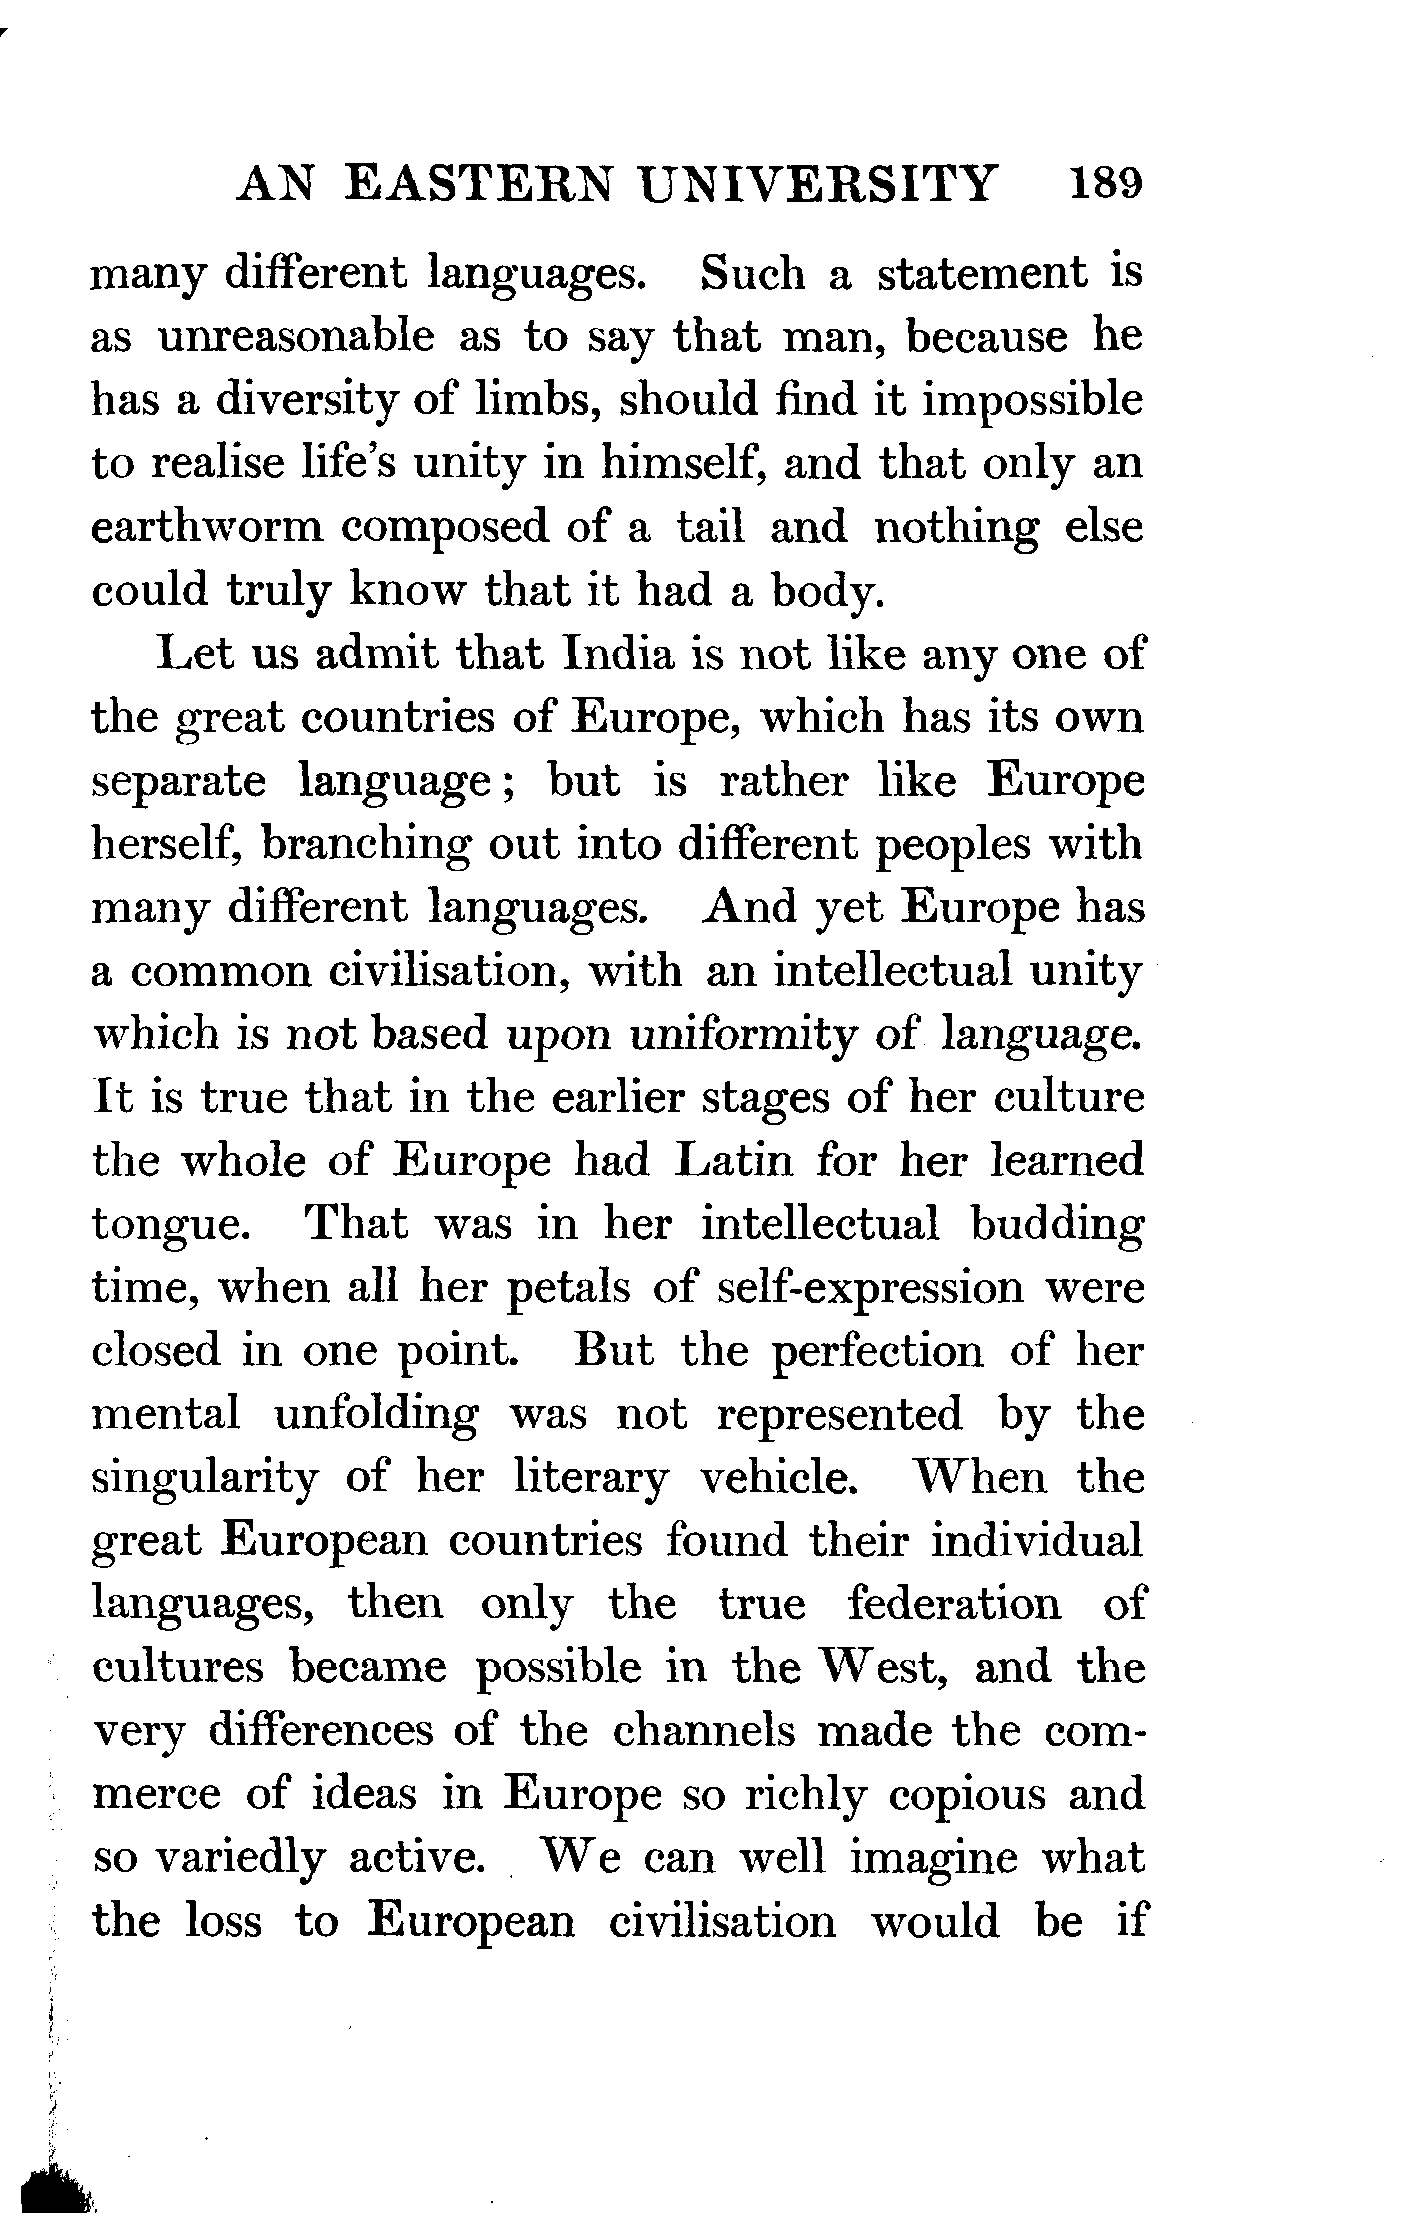 AN EASTERN UNIVERSITY 189
many different languages. Such a statement is
as unreasonable as to say that man, because he
has a diversity of limbs, should find it impossible
to realise life's unity in himself, and that only an
earthworm composed of a tail and nothing else
could truly know that it had a body.
Let us admit that India is not like any one of
the great countries of Europe, which has its own
separate language; but is rather like Europe
herself, branching out into different peoples with
many different languages. And yet Europe has
a common civilisation, with an intellectual unity
which is not based upon uniformity of language.
It is true that in the earlier stages of her culture
the whole of Europe had Latin for her learned
tongue. That was in her intellectual budding
time, when all her petals of self-expression were
closed in one point. But the perfection of her
mental unfolding was not represented by the
singularity of her literary vehicle. When the
great European countries found their individual
languages, then only the true federation of
cultures became possible in the West, and the
very differences of the channels made the com-
merce of ideas in Europe so richly copious and
so variedly active. We can well imagine what
the loss to European civilisation would be if